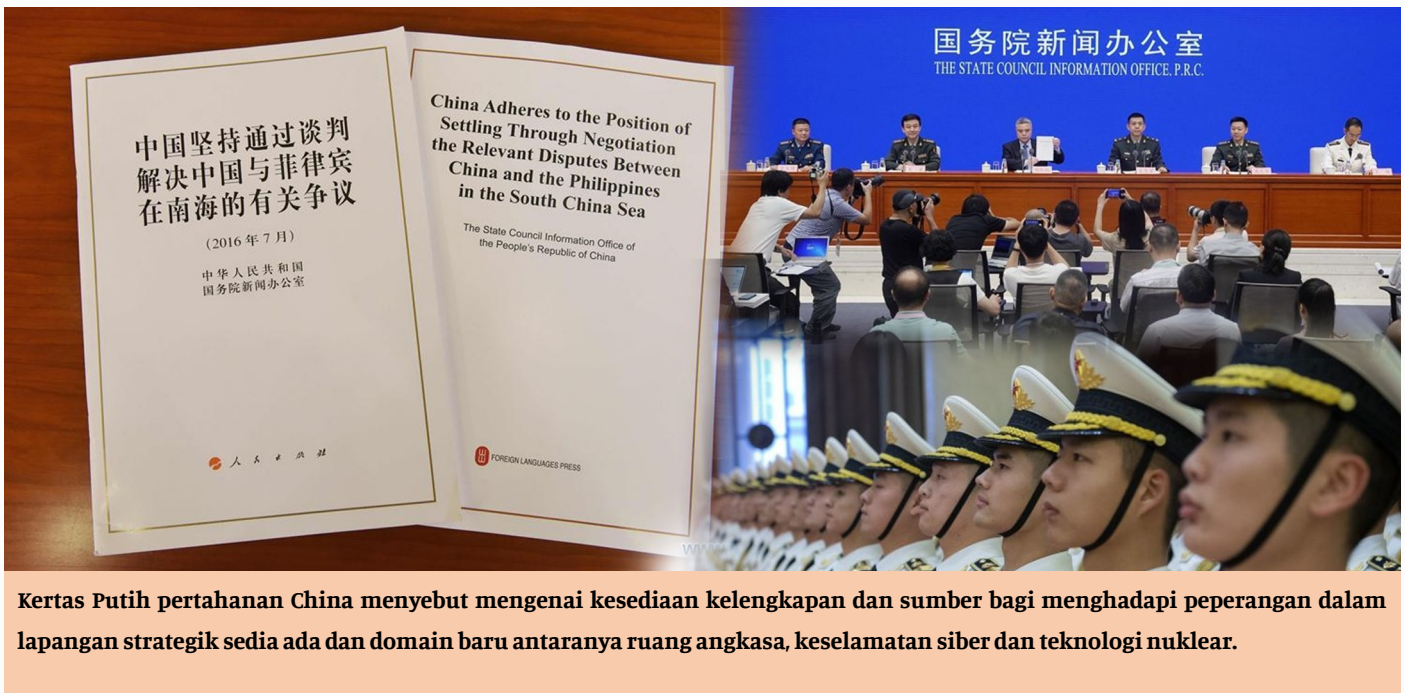 中国坚持通过谈判
解决中国与菲律宾
在南海的有关争议
(2016年7月)
中华人民共和国
国务院新闻办公室
人民出版社
China Adheres to the Position of
Settling Through Negotiation
the Relevant Disputes Between
China and the Philippines
in the South China Sea
The State Council Information Office of
the People's Republic of China
FOREIGN LANGUAGES PRESS
国务院新闻办公室
THE STATE COUNCIL INFORMATION OFFICE, P.R.C.
Kertas Putih pertahanan China menyebut mengenai kesediaan kelengkapan dan sumber bagi menghadapi peperangan dalam
lapangan strategik sedia ada dan domain baru antaranya ruang angkasa, keselamatan siber dan teknologi nuklear.